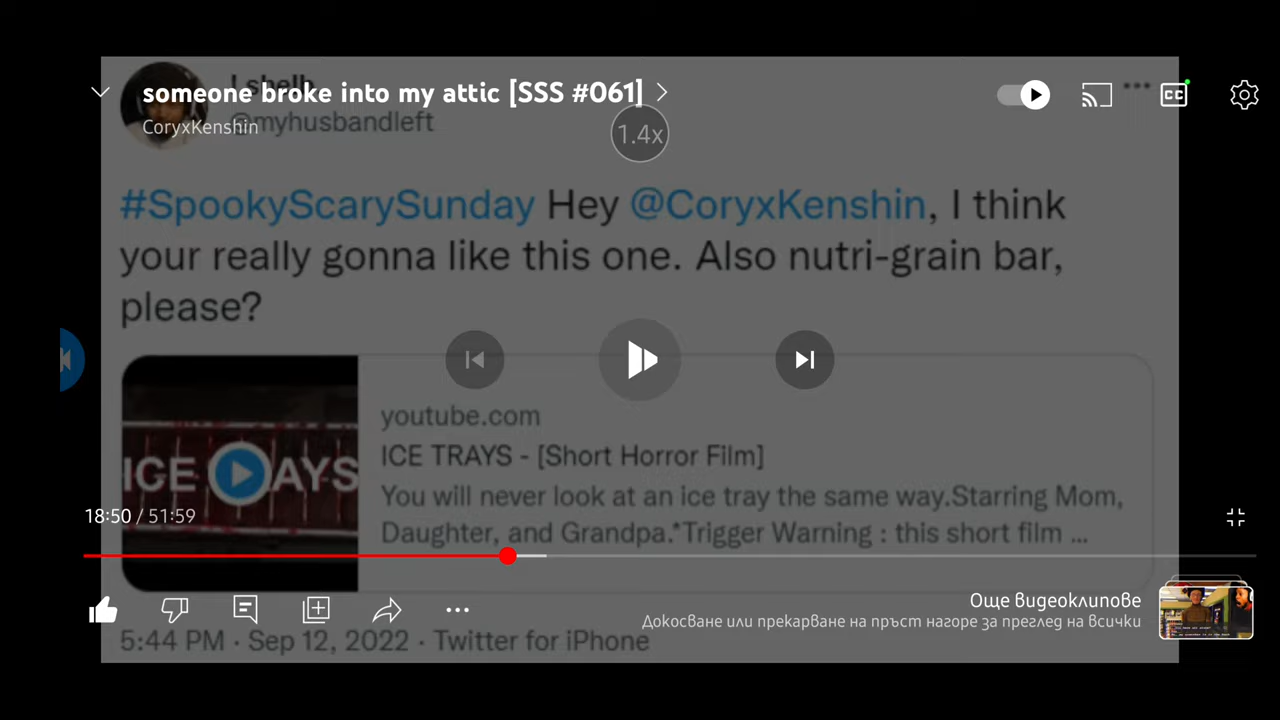 someone broke into my attic [SSS #061]
CoryxKenshin
@myhusbandleft
1.4x
CC
#SpookyScarySunday Hey @CoryxKenshin, I think
your really gonna like this one. Also nutri-grain bar,
please?
ICE TRAYS
youtube.com
ICE TRAYS - [Short Horror Film]
You will never look at an ice tray the same way.Starring Mom,
Daughter, and Grandpa.*Trigger Warning : this short film ...
18:50 / 51:59
Още видеоклипове
Докосване или прекарване на пръст нагоре за преглед на всички
5:44 PM · Sep 12, 2022 · Twitter for iPhone